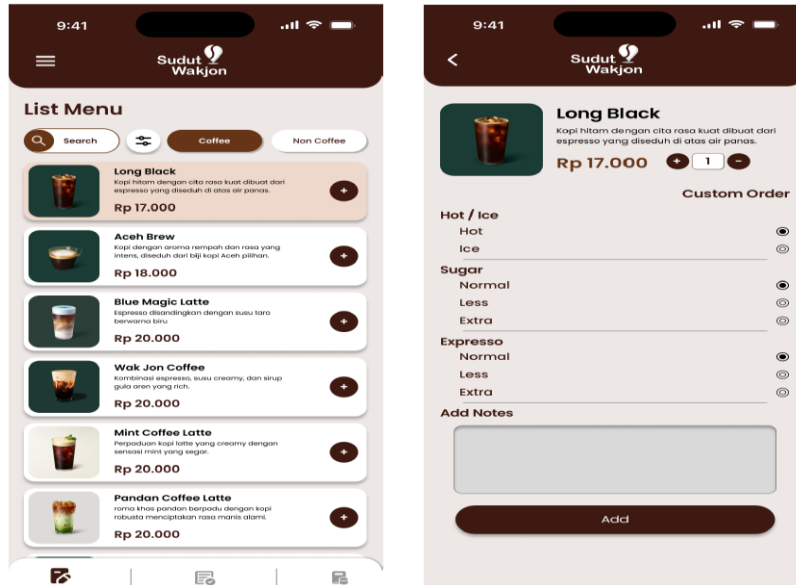 9:41
Sudut
Wakjon
List Menu
Search
Coffee
Non Coffee
Long Black
Kopi hitam dengan cita rasa kuat dibuat dari
espresso yang diseduh di atas air panas.
Rp 17.000
+
Aceh Brew
Kopi dengan aroma rempah dan rasa yang
intens, diseduh dari biji kopi Aceh pilihan.
Rp 18.000
+
Blue Magic Latte
Espresso disandingkan dengan susu taro
berwarna biru
Rp 20.000
+
Wak Jon Coffee
Kombinasi espresso, susu creamy, dan sirup
gula aren yang rich.
Rp 20.000
+
Mint Coffee Latte
Perpaduan kopi latte yang creamy dengan
sensasi mint yang segar.
Rp 20.000
+
Pandan Coffee Latte
roma khas pandan berpadu dengan kopi
robusta menciptakan rasa manis alami.
Rp 20.000
+
9:41
Sudut
Wakjon
Long Black
Kopi hitam dengan cita rasa kuat dibuat dari
espresso yang diseduh di atas air panas.
Rp 17.000 + 1 -
Custom Order
Hot / Ice
Hot
Ice
Sugar
Normal
Less
Extra
Expresso
Normal
Less
Extra
Add Notes
Add